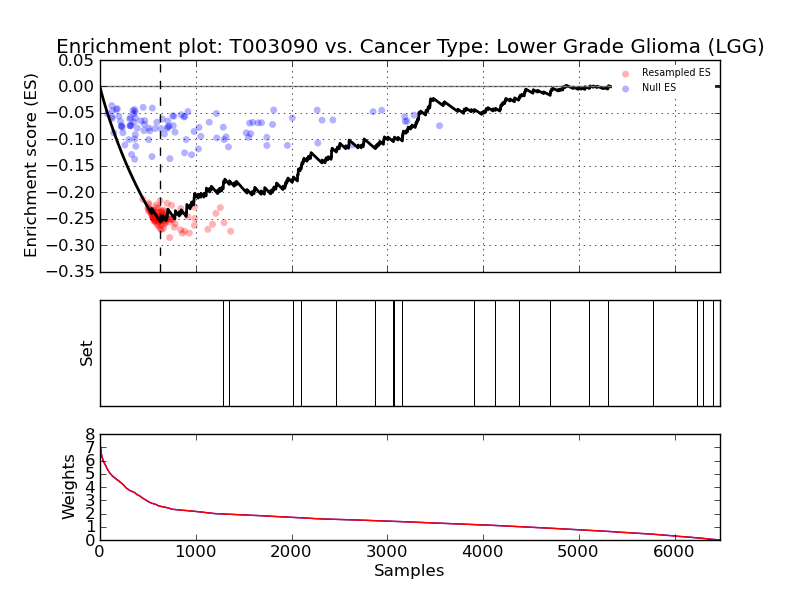 Enrichment plot: T003090 vs. Cancer Type: Lower Grade Glioma (LGG)
Enrichment score (ES)
0.05
0.00
−0.05
−0.10
−0.15
−0.20
−0.25
−0.30
−0.35
Resampled ES
Null ES
Set
Weights
8
7
6
5
4
3
2
1
0
0 1000 2000 3000 4000 5000 6000
Samples